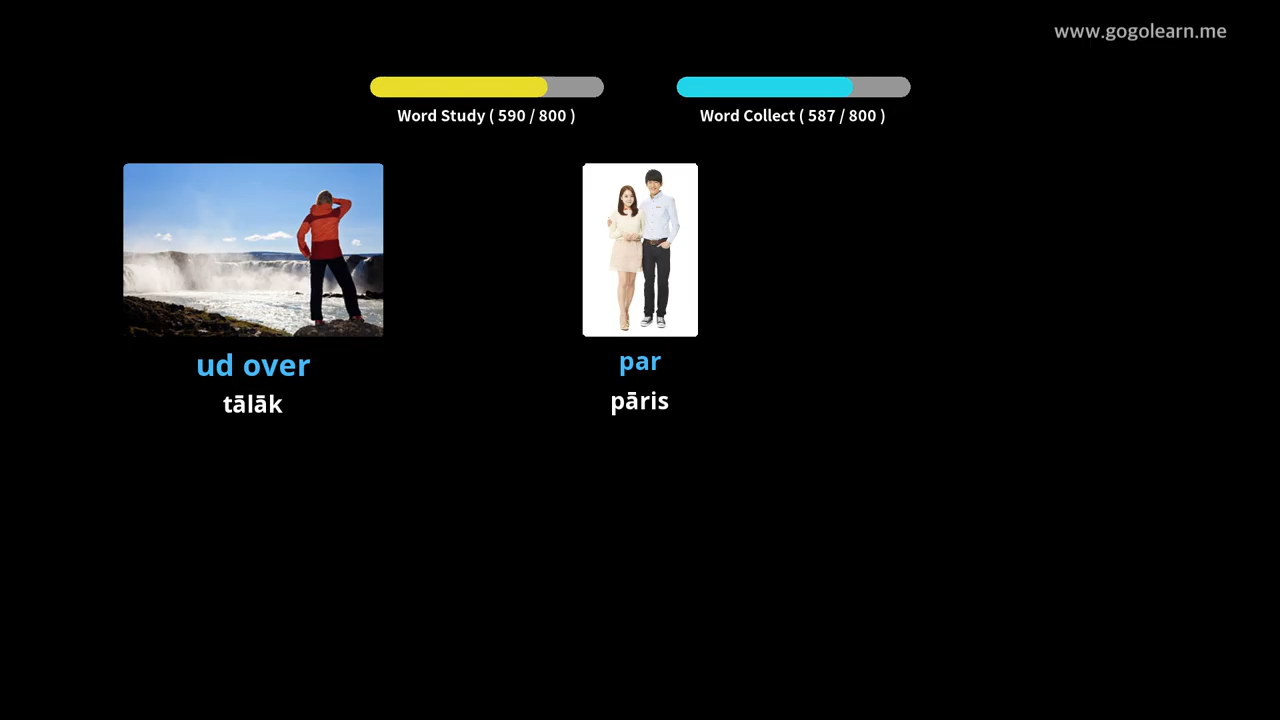 www.gogolearn.me
Word Study ( 590 / 800 )
Word Collect ( 587 / 800 )
ud over
tālāk
par
pāris